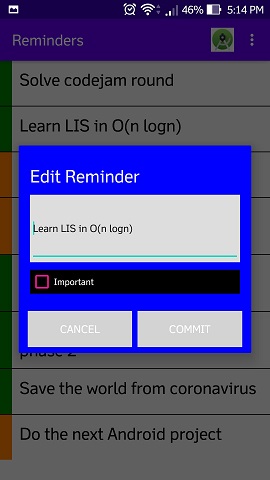 46% 5:14 PM
Reminders
Solve codejam round
Learn LIS in O(n logn)
Edit Reminder
Learn LIS in O(n logn)
Important
CANCEL COMMIT
phase 2
Save the world from coronavirus
Do the next Android project